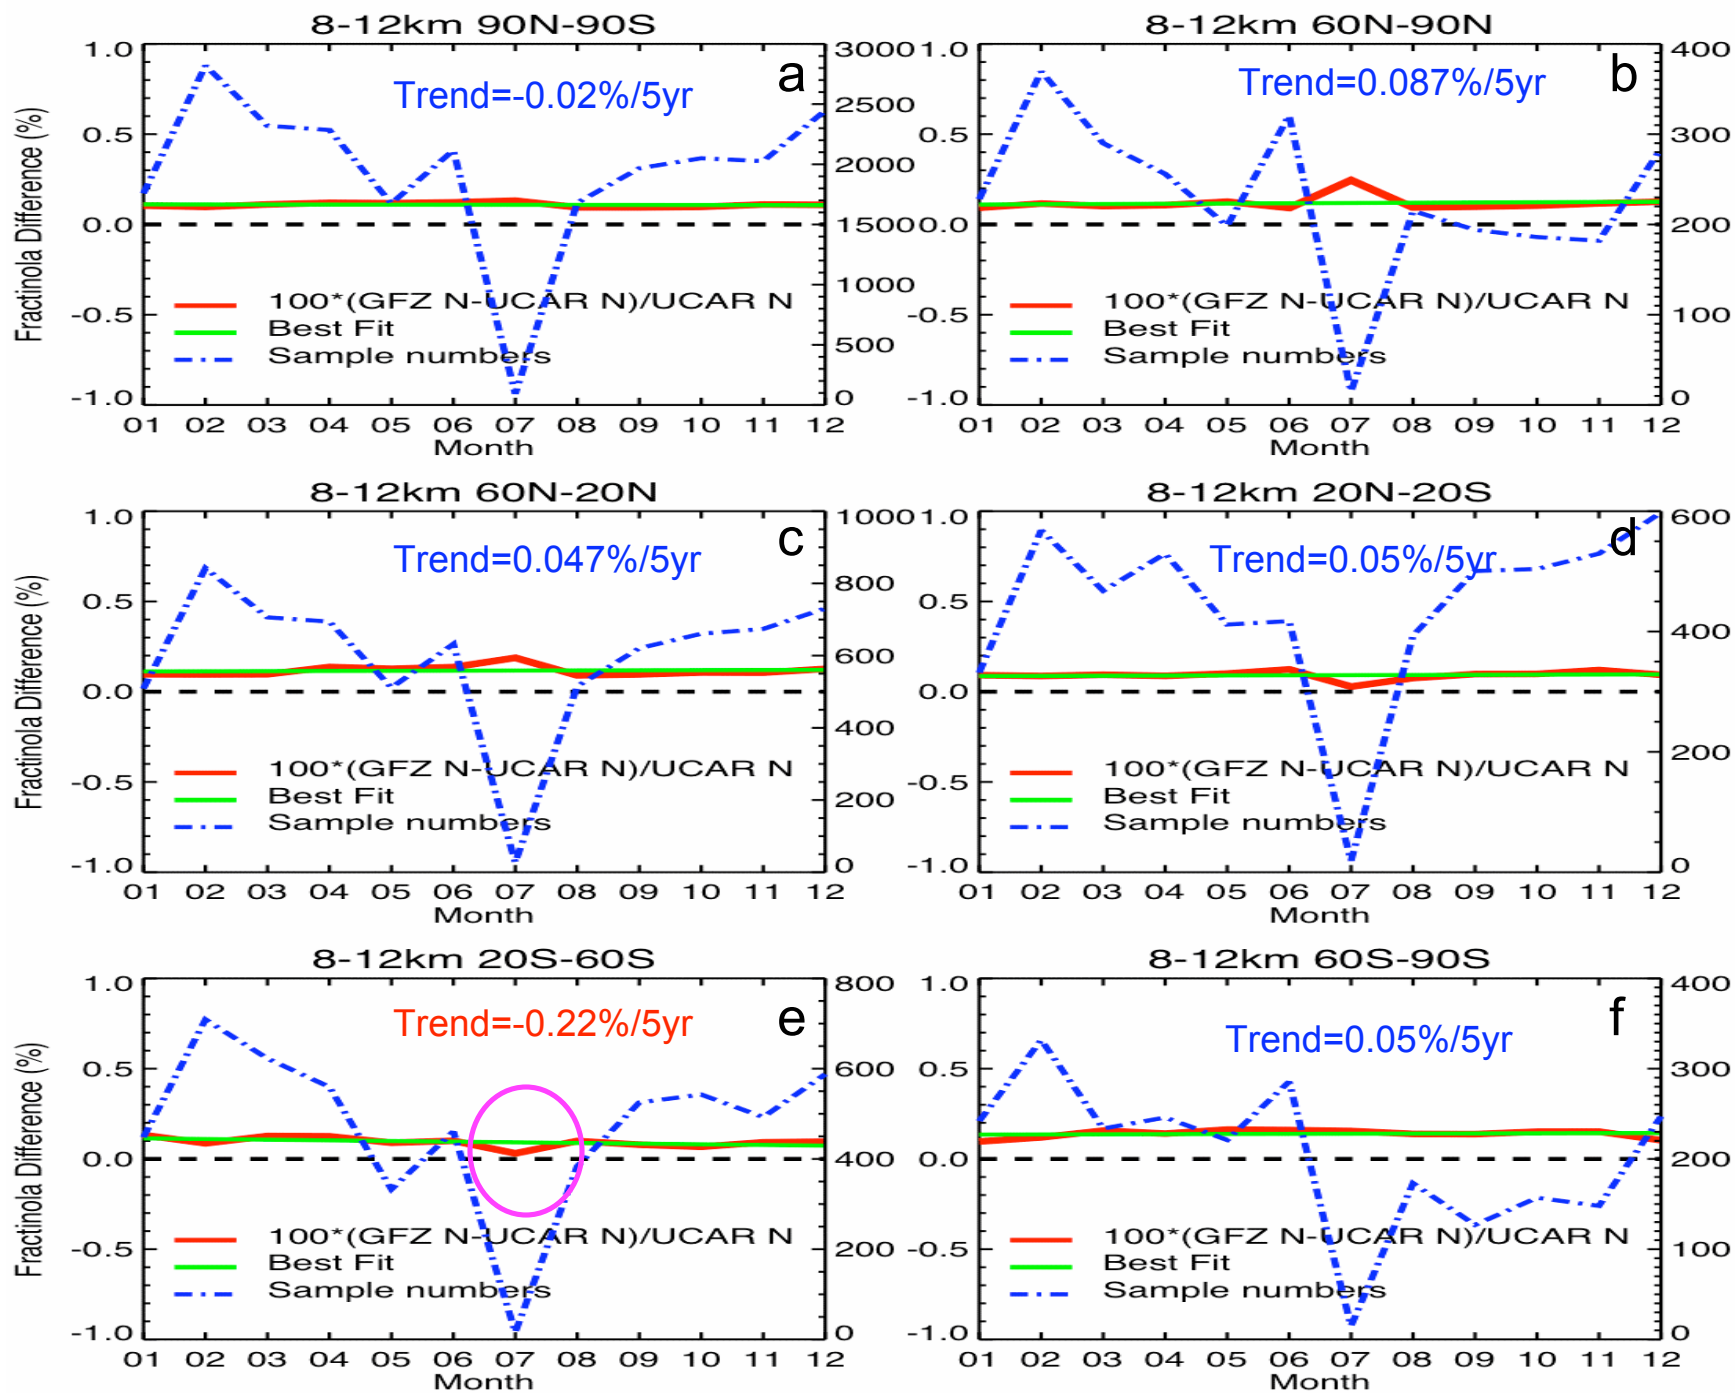 8-12km 90N-90S
a
Trend=-0.02%/5yr
Fractinola Difference (%)
1.0
0.5
0.0
-0.5
-1.0
3000
2500
2000
1500
1000
500
0
100*(GFZ N-UCAR N)/UCAR N
Best Fit
Sample numbers
01 02 03 04 05 06 07 08 09 10 11 12
Month
8-12km 60N-90N
b
Trend=0.087%/5yr
1.0
0.5
0.0
-0.5
-1.0
400
300
200
100
0
100*(GFZ N-UCAR N)/UCAR N
Best Fit
Sample numbers
01 02 03 04 05 06 07 08 09 10 11 12
Month
8-12km 60N-20N
c
Trend=0.047%/5yr
Fractinola Difference (%)
1.0
0.5
0.0
-0.5
-1.0
1000
800
600
400
200
0
100*(GFZ N-UCAR N)/UCAR N
Best Fit
Sample numbers
01 02 03 04 05 06 07 08 09 10 11 12
Month
8-12km 20N-20S
d
Trend=0.05%/5yr
1.0
0.5
0.0
-0.5
-1.0
600
400
200
0
100*(GFZ N-UCAR N)/UCAR N
Best Fit
Sample numbers
01 02 03 04 05 06 07 08 09 10 11 12
Month
8-12km 20S-60S
e
Trend=-0.22%/5yr
Fractinola Difference (%)
1.0
0.5
0.0
-0.5
-1.0
800
600
400
200
0
100*(GFZ N-UCAR N)/UCAR N
Best Fit
Sample numbers
01 02 03 04 05 06 07 08 09 10 11 12
Month
8-12km 60S-90S
f
Trend=0.05%/5yr
1.0
0.5
0.0
-0.5
-1.0
400
300
200
100
0
100*(GFZ N-UCAR N)/UCAR N
Best Fit
Sample numbers
01 02 03 04 05 06 07 08 09 10 11 12
Month